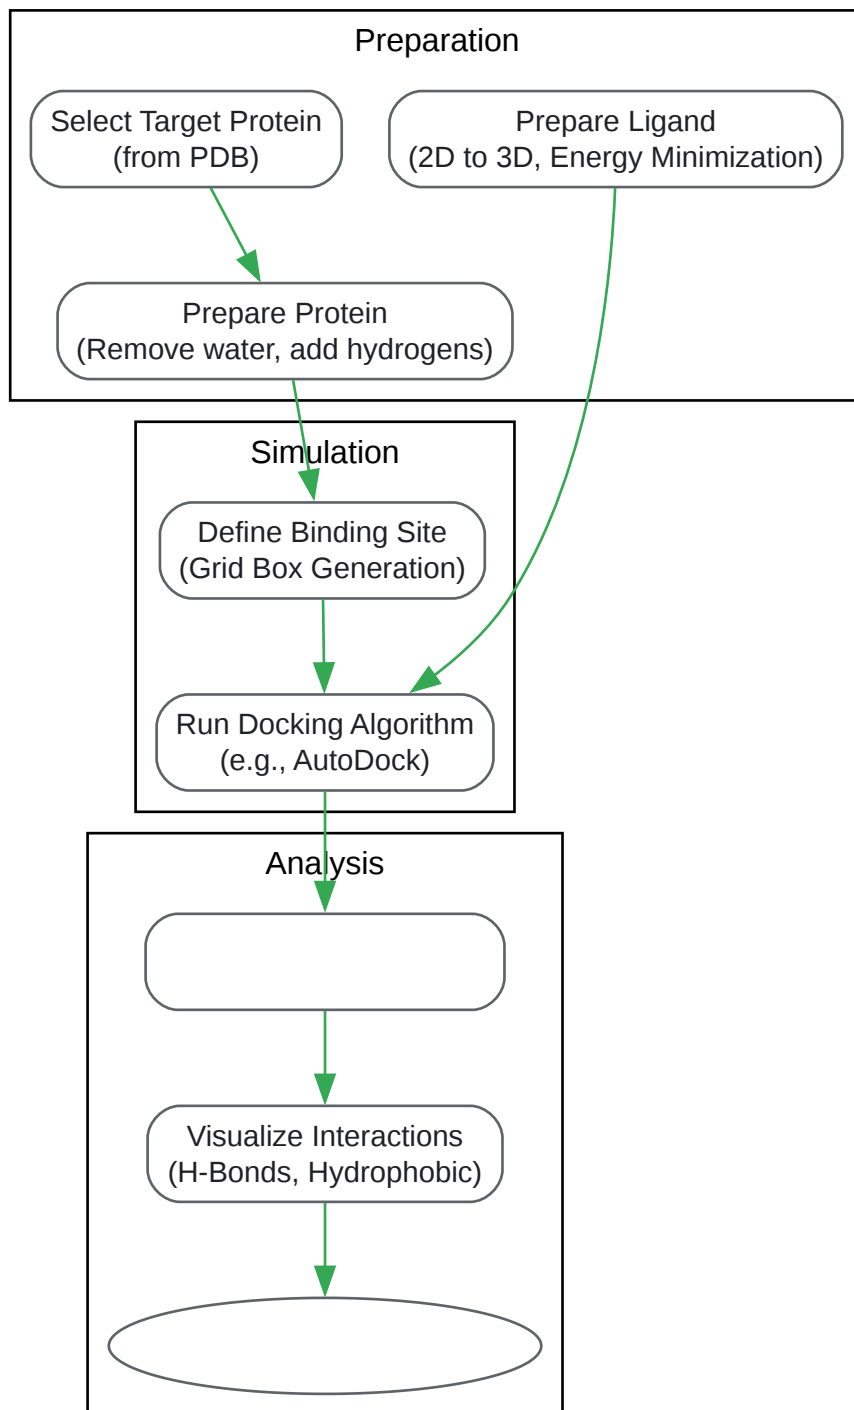 Preparation
Select Target Protein
(from PDB)
Prepare Ligand
(2D to 3D, Energy Minimization)
Prepare Protein
(Remove water, add hydrogens)
Simulation
Define Binding Site
(Grid Box Generation)
Run Docking Algorithm
(e.g., AutoDock)
Analysis
Visualize Interactions
(H-Bonds, Hydrophobic)